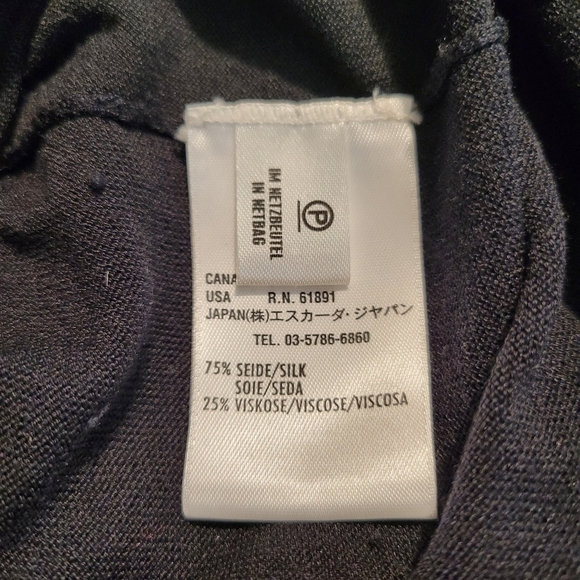 P
IM NETZBEUTEL
IN NETBAG
CANA
USA R.N. 61891
JAPAN(株)エスカーダ・ジャパン
TEL. 03-5786-6860
75% SEIDE/SILK
SOIE/SEDA
25% VISKOSE/VISCOSE/VISCOSA